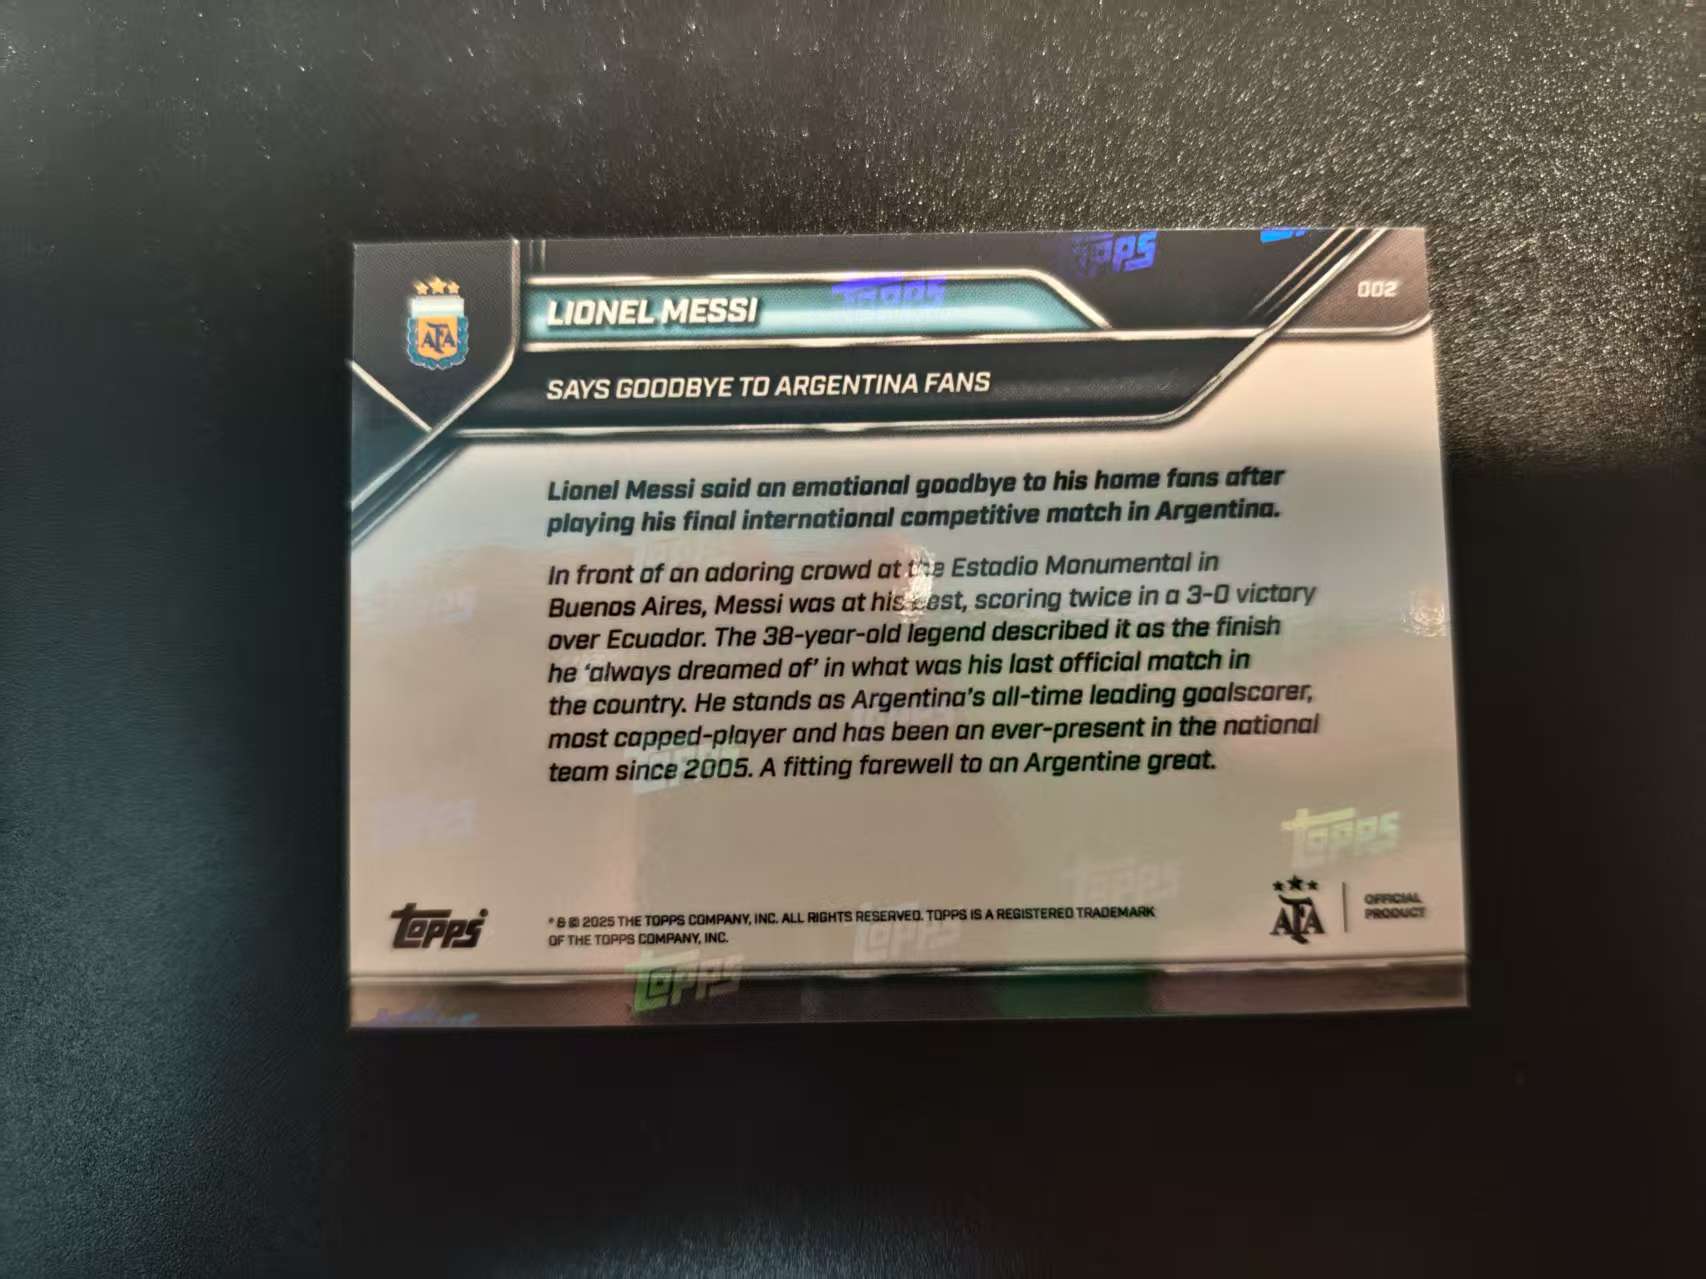 AFA
LIONEL MESSI
002
SAYS GOODBYE TO ARGENTINA FANS
Lionel Messi said an emotional goodbye to his home fans after
playing his final international competitive match in Argentina.
In front of an adoring crowd at the Estadio Monumental in
Buenos Aires, Messi was at his best, scoring twice in a 3-0 victory
over Ecuador. The 38-year-old legend described it as the finish
he ‘always dreamed of’ in what was his last official match in
the country. He stands as Argentina’s all-time leading goalscorer,
most capped-player and has been an ever-present in the national
team since 2005. A fitting farewell to an Argentine great.
Topps
* & © 2025 THE TOPPS COMPANY, INC. ALL RIGHTS RESERVED. TOPPS IS A REGISTERED TRADEMARK
OF THE TOPPS COMPANY, INC.
AFA
OFFICIAL
PRODUCT